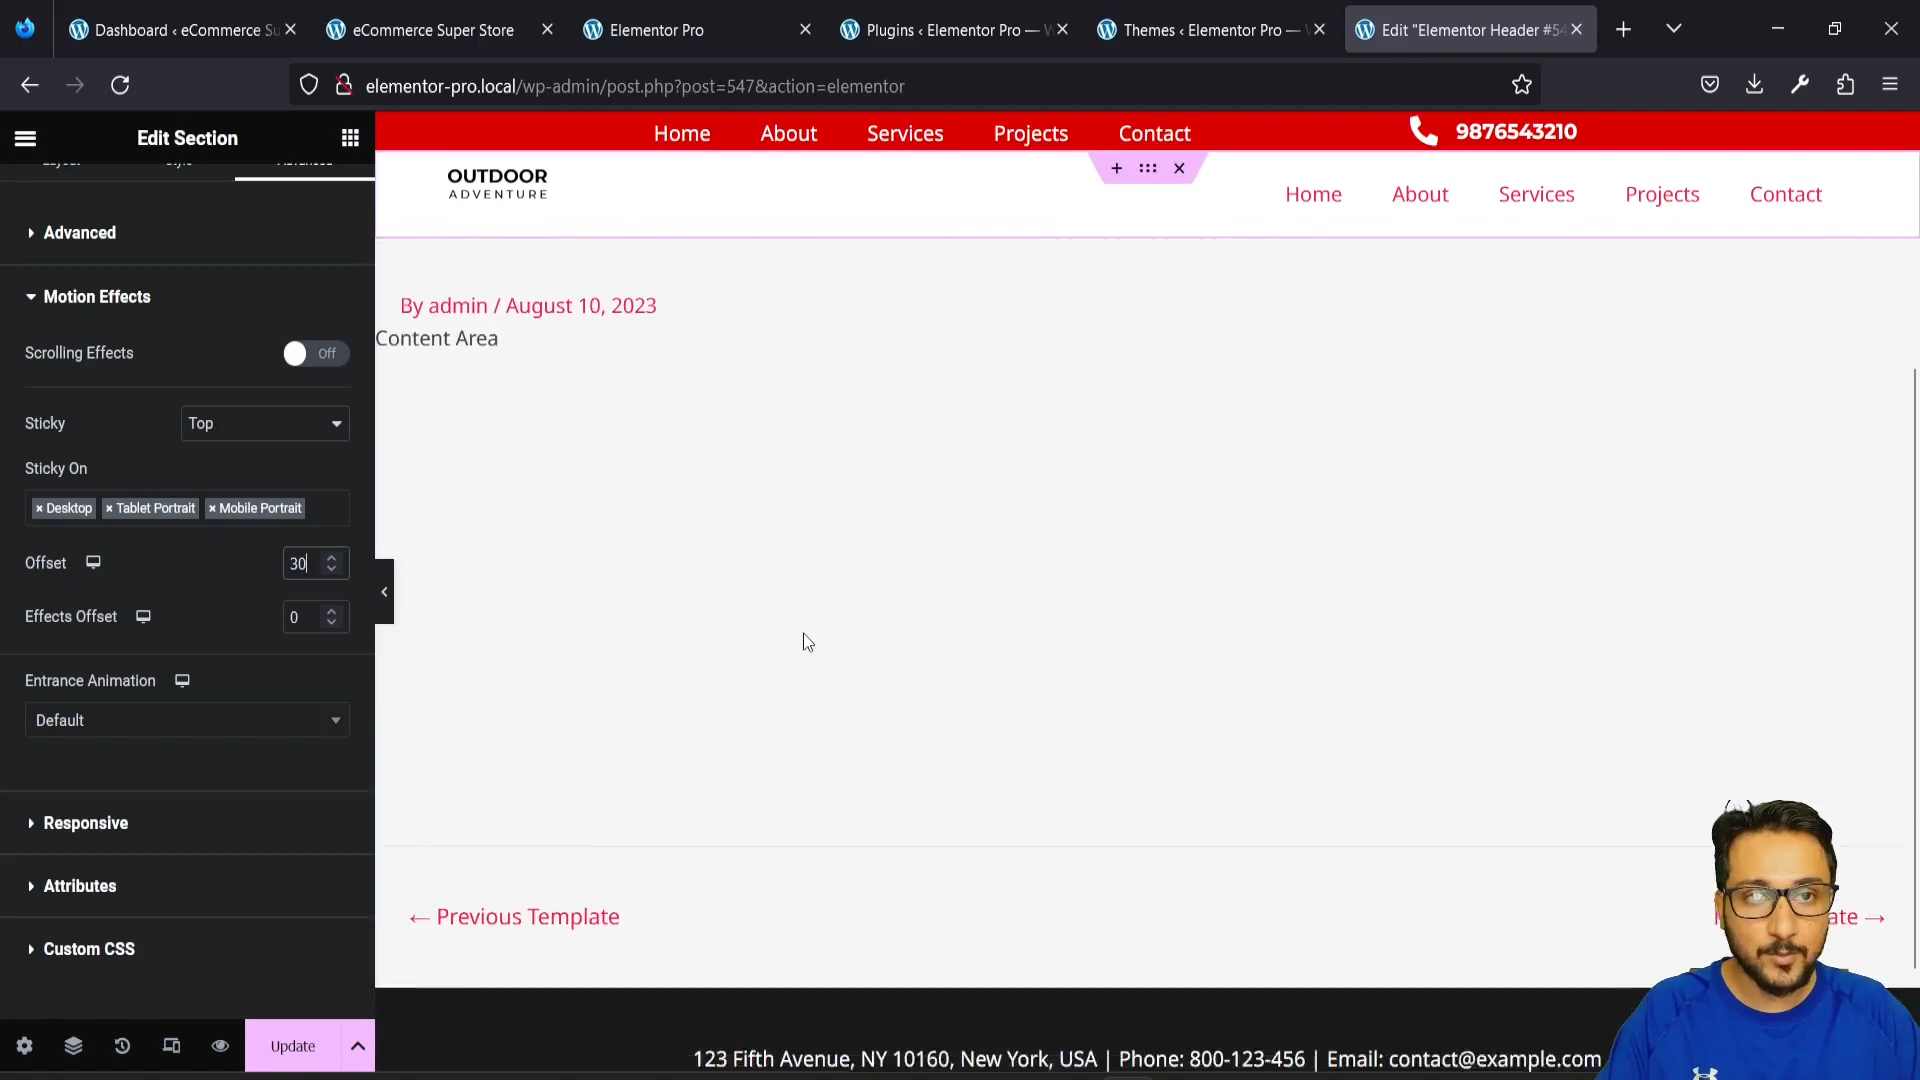 Dashboard ‹ eCommerce Su
eCommerce Super Store
Elementor Pro
Plugins ‹ Elementor Pro — W
Themes ‹ Elementor Pro —
Edit "Elementor Header #54
elementor-pro.local/wp-admin/post.php?post=547&action=elementor
Edit Section
Layout Style Advanced
Advanced
Motion Effects
Scrolling Effects Off
Sticky Top
Sticky On
× Desktop × Tablet Portrait × Mobile Portrait
Offset 30
Effects Offset 0
Entrance Animation
Default
Responsive
Attributes
Custom CSS
Update
Home About Services Projects Contact 9876543210
OUTDOOR
ADVENTURE
Home About Services Projects Contact
By admin / August 10, 2023
Content Area
← Previous Template
ate →
123 Fifth Avenue, NY 10160, New York, USA | Phone: 800-123-456 | Email: contact@example.com